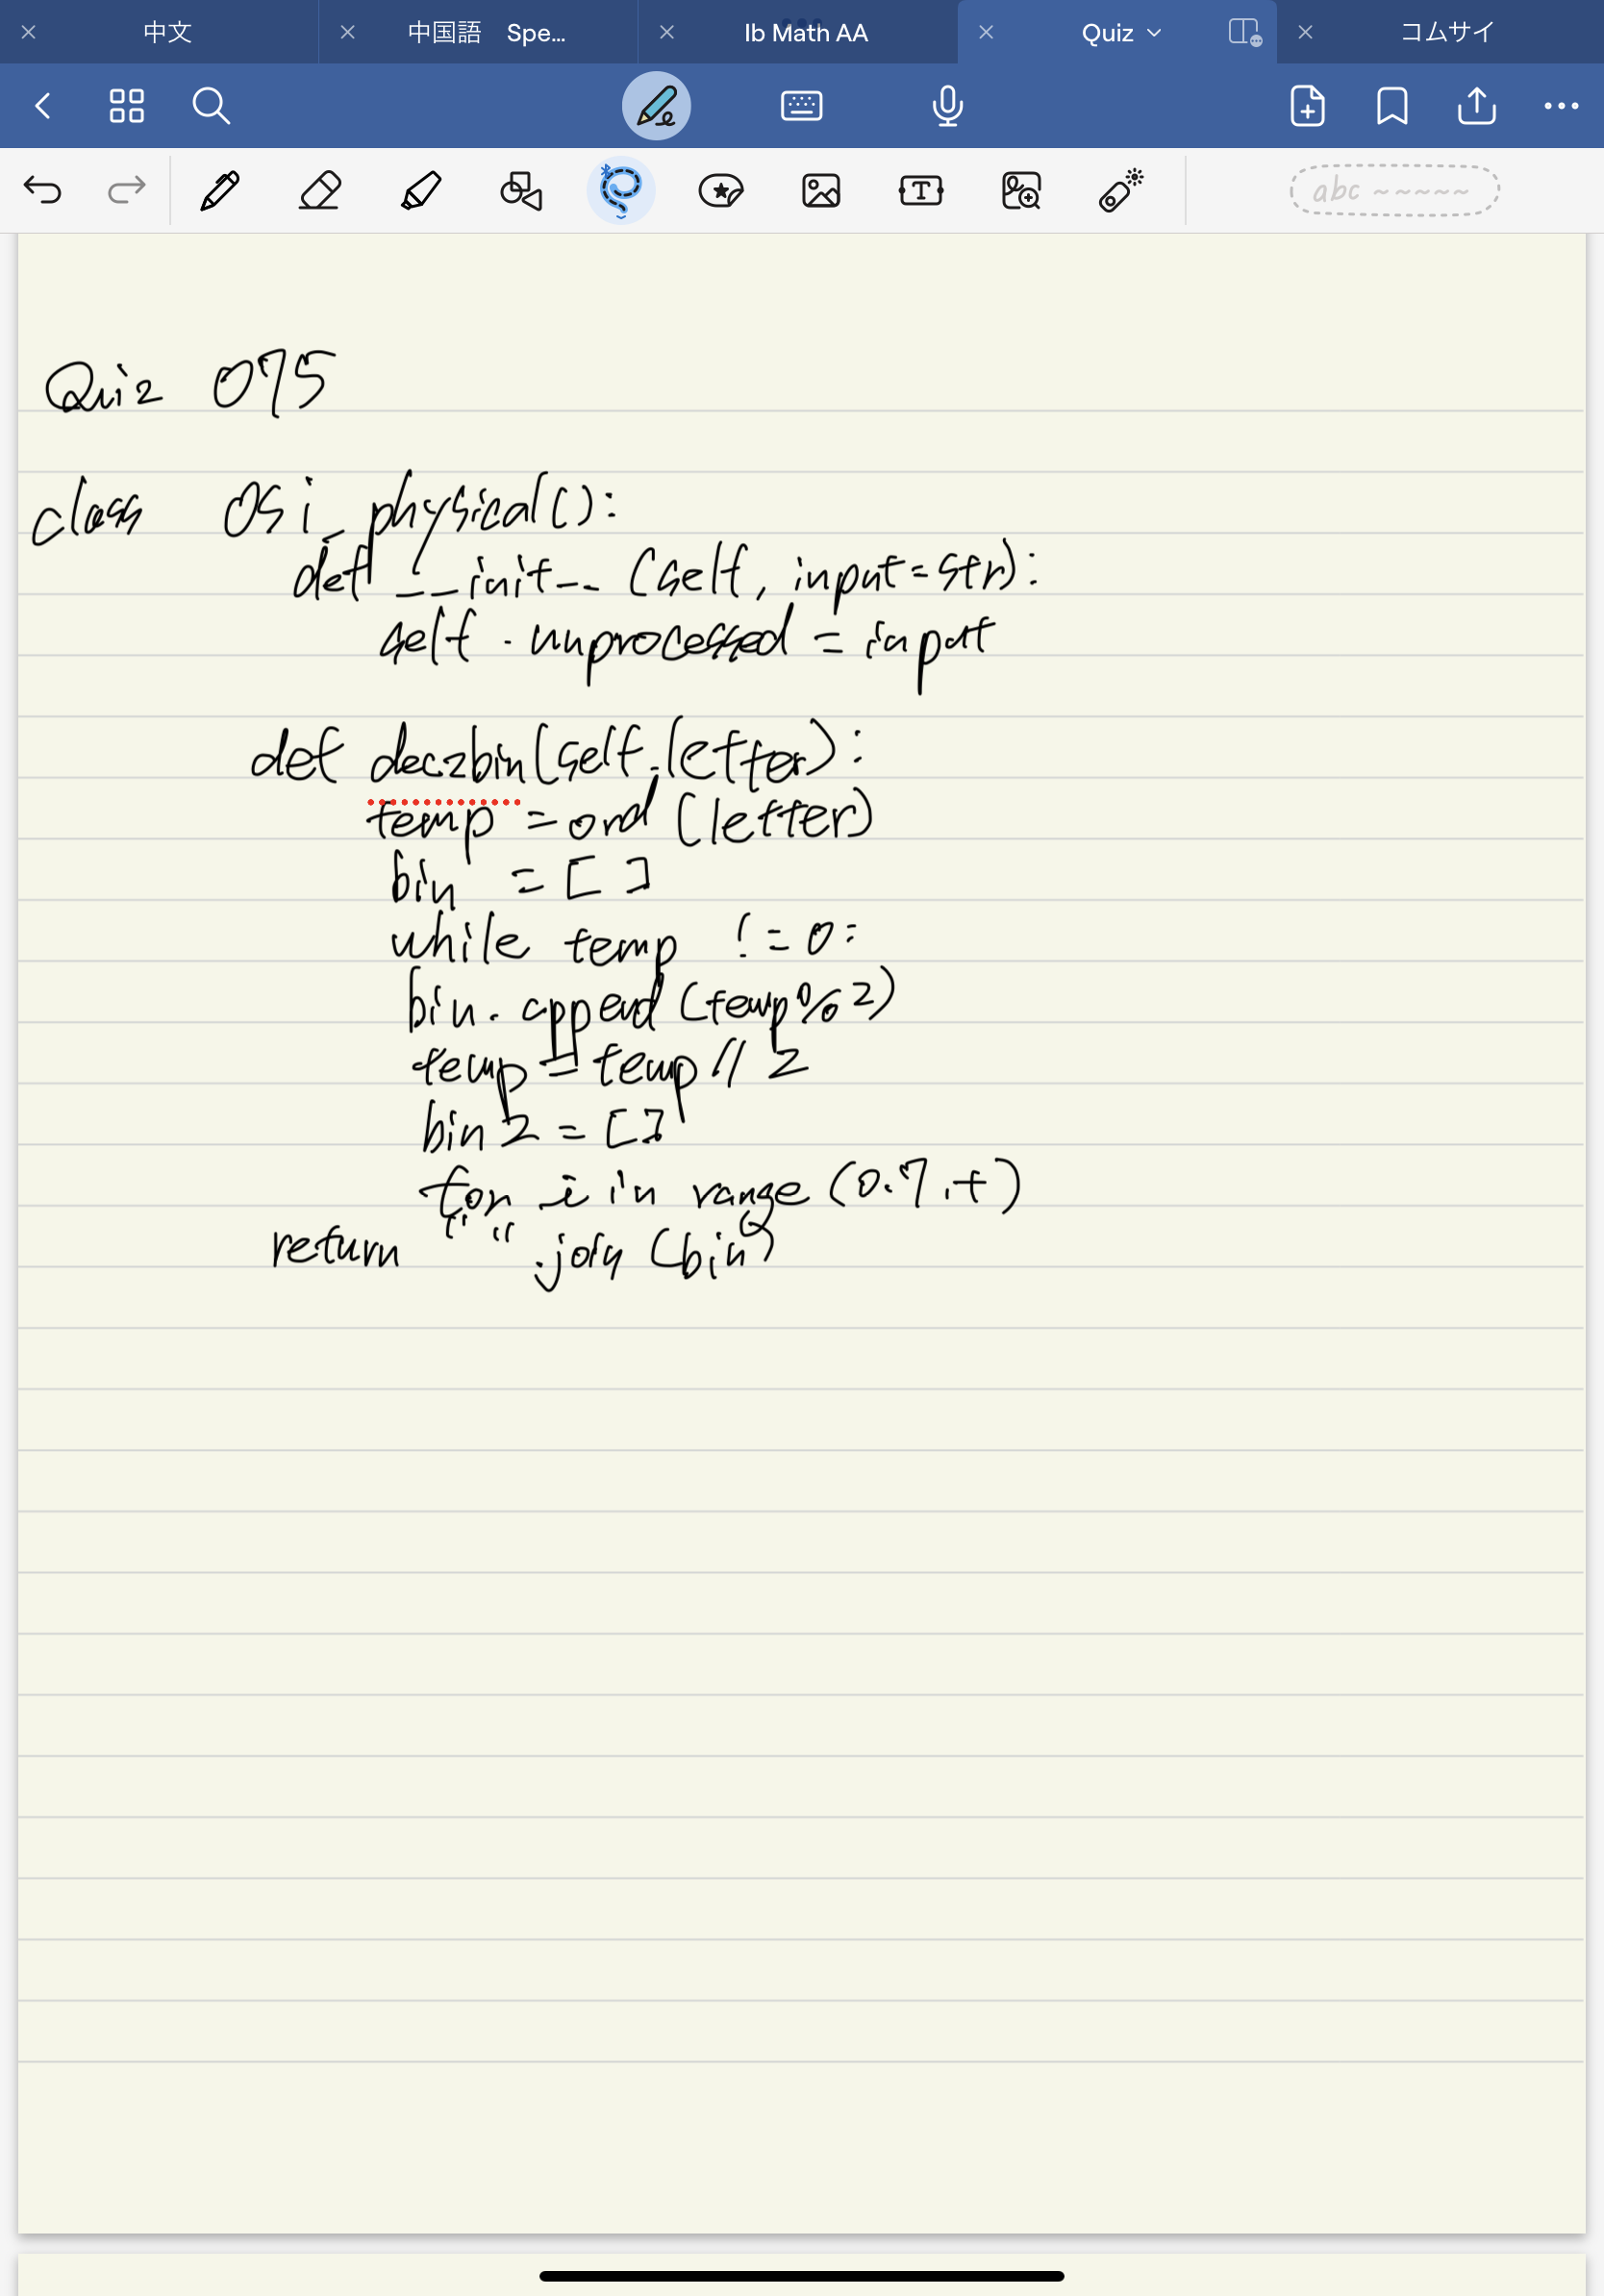 中文
中国語 Spe...
Ib Math AA
Quiz
コムサイ
abc
Quiz 075
class OSi_physical():
def __init__ (self, input=str):
self.unprocessed = input
def dec2bin(self.letter):
temp = ord (letter)
bin = []
while temp != 0:
bin.append (temp%2)
temp = temp // 2
bin2 = []
for i in range (0.7.+)
return "" "".join (bin)